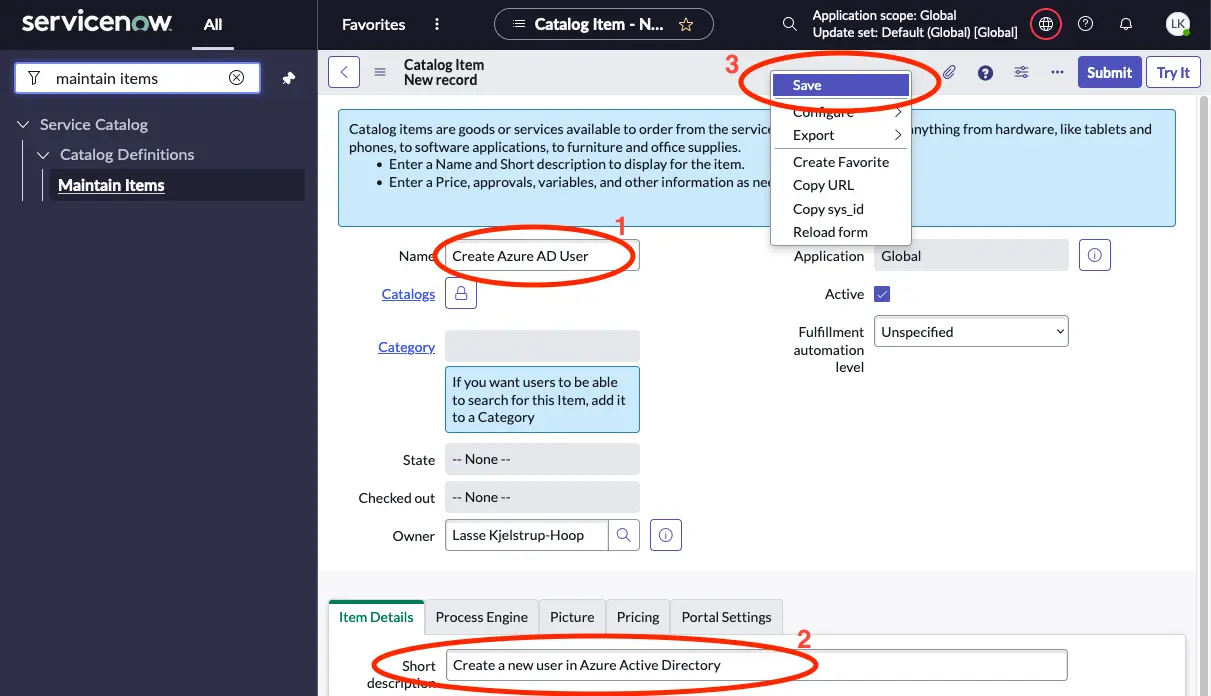 servicenow
All
Favorites
Catalog Item - N...
Application scope: Global
Update set: Default (Global) [Global]
LK
maintain items
Service Catalog
Catalog Definitions
Maintain Items
Catalog Item
New record
3
Submit
Try It
Save
Configure
Export
Create Favorite
Copy URL
Copy sys_id
Reload form
Catalog items are goods or services available to order from the service anything from hardware, like tablets and
phones, to software applications, to furniture and office supplies.
• Enter a Name and Short description to display for the item.
• Enter a Price, approvals, variables, and other information as
1
Name
Create Azure AD User
Application
Global
Catalogs
Active
Category
Fulfillment
automation
level
Unspecified
If you want users to be able
to search for this Item, add it
to a Category
State
-- None --
Checked out
-- None --
Owner
Lasse Kjelstrup-Hoop
Item Details
Process Engine
Picture
Pricing
Portal Settings
2
Short
description
Create a new user in Azure Active Directory